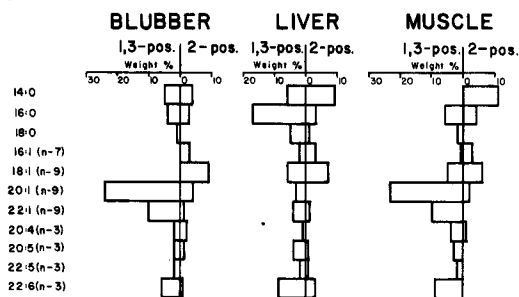 BLUBBER LIVER MUSCLE
1,3-pos. 2-pos. 1,3-pos. 2-pos. 1,3-pos. 2-pos.
Weight % Weight % Weight %
30 20 10 0 10 20 10 0 10 30 20 10 0 10
14:0
16:0
18:0
16:1 (n-7)
18:1 (n-9)
20:1 (n-9)
22:1 (n-9)
20:4 (n-3)
20:5 (n-3)
22:5 (n-3)
22:6 (n-3)